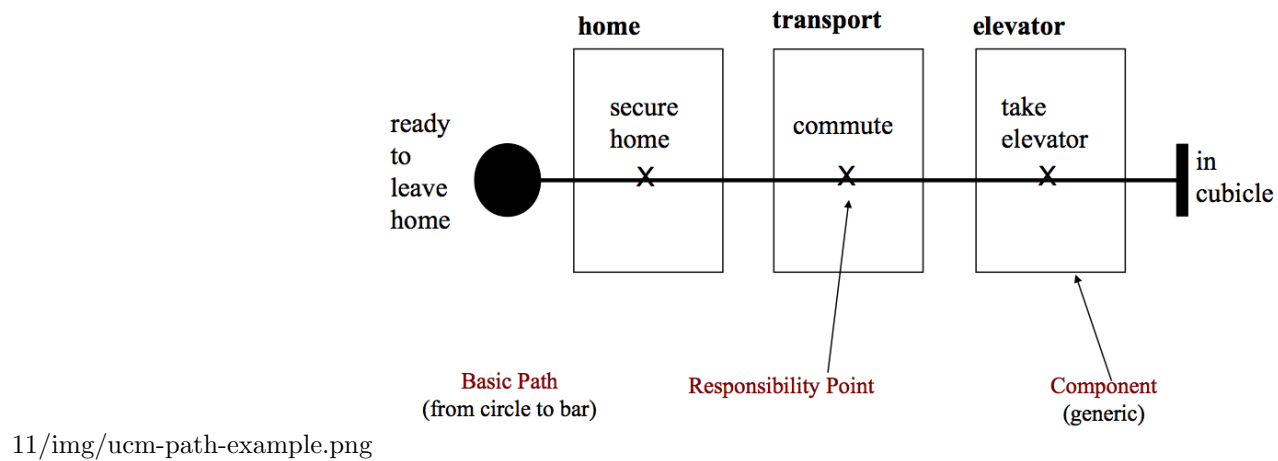 home
transport
elevator
ready
to
leave
home
secure
home
X
commute
X
take
elevator
X
in
cubicle
Basic Path
(from circle to bar)
Responsibility Point
Component
(generic)
11/img/ucm-path-example.png